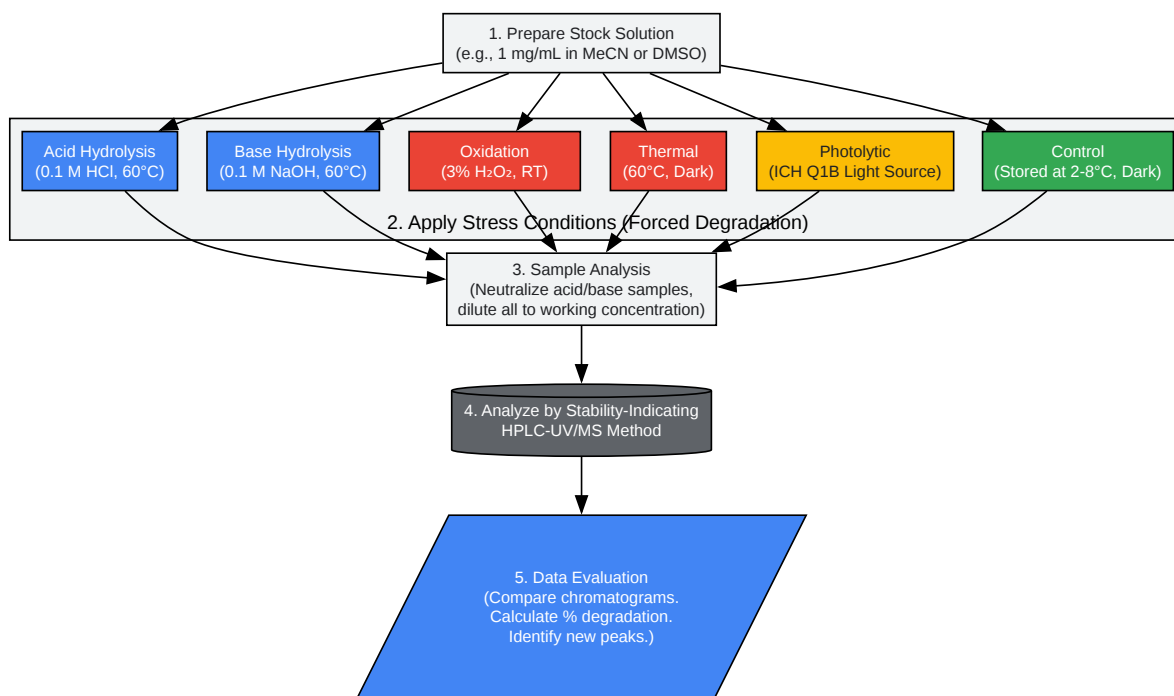 1. Prepare Stock Solution
(e.g., 1 mg/mL in MeCN or DMSO)
Acid Hydrolysis
(0.1 M HCl, 60°C)
Base Hydrolysis
(0.1 M NaOH, 60°C)
Oxidation
(3% H₂O₂, RT)
Thermal
(60°C, Dark)
Photolytic
(ICH Q1B Light Source)
Control
(Stored at 2-8°C, Dark)
2. Apply Stress Conditions (Forced Degradation)
3. Sample Analysis
(Neutralize acid/base samples,
dilute all to working concentration)
4. Analyze by Stability-Indicating
HPLC-UV/MS Method
5. Data Evaluation
(Compare chromatograms.
Calculate % degradation.
Identify new peaks.)